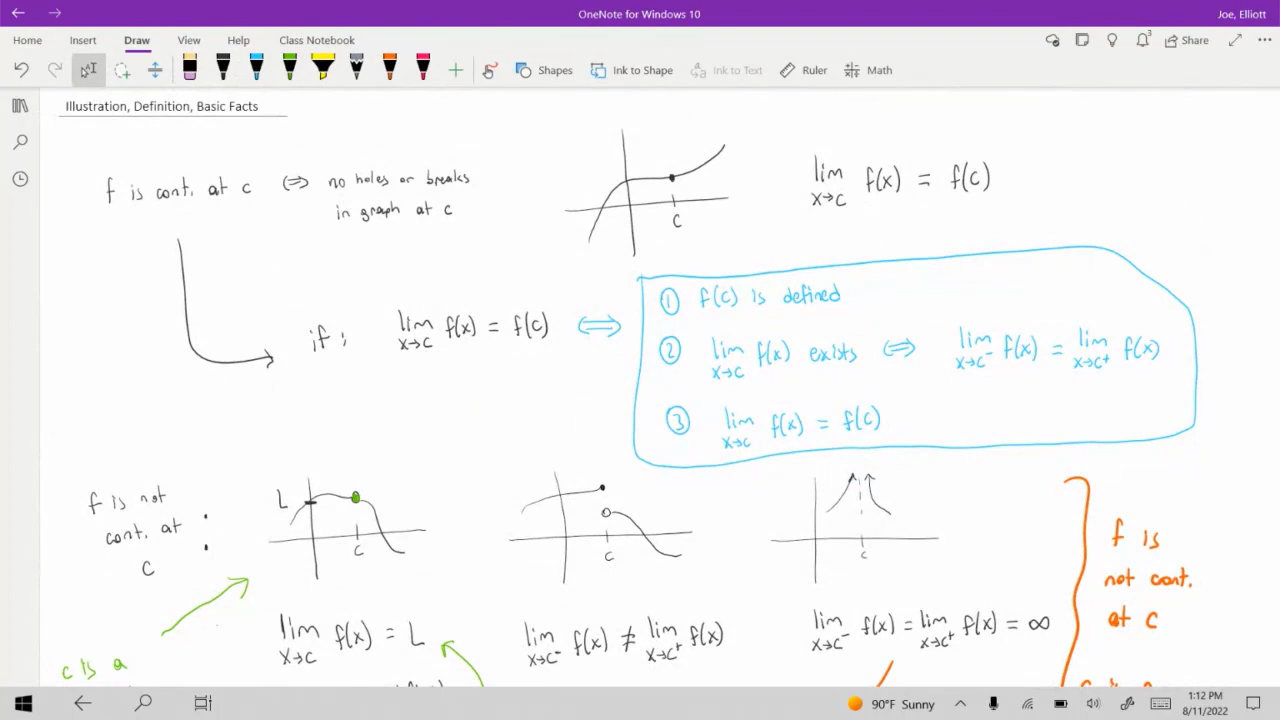 OneNote for Windows 10
Joe, Elliott
Home Insert Draw View Help Class Notebook
Share
Shapes Ink to Shape Ink to Text Ruler Math
Illustration, Definition, Basic Facts
f is cont. at c ⟺ no holes or breaks
in graph at c
c
lim f(x) = f(c)
x→c
if: lim f(x) = f(c) ⟺
x→c
① f(c) is defined
② lim f(x) exists ⟺ lim f(x) = lim f(x)
x→c x→c⁻ x→c⁺
③ lim f(x) = f(c)
x→c
f is not
cont. at :
c
L
c
c
c
f is
not cont.
at c
lim f(x) = L
x→c
lim f(x) ≠ lim f(x)
x→c⁻ x→c⁺
lim f(x) = lim f(x) = ∞
x→c⁻ x→c⁺
c is a
90°F Sunny
1:12 PM
8/11/2022